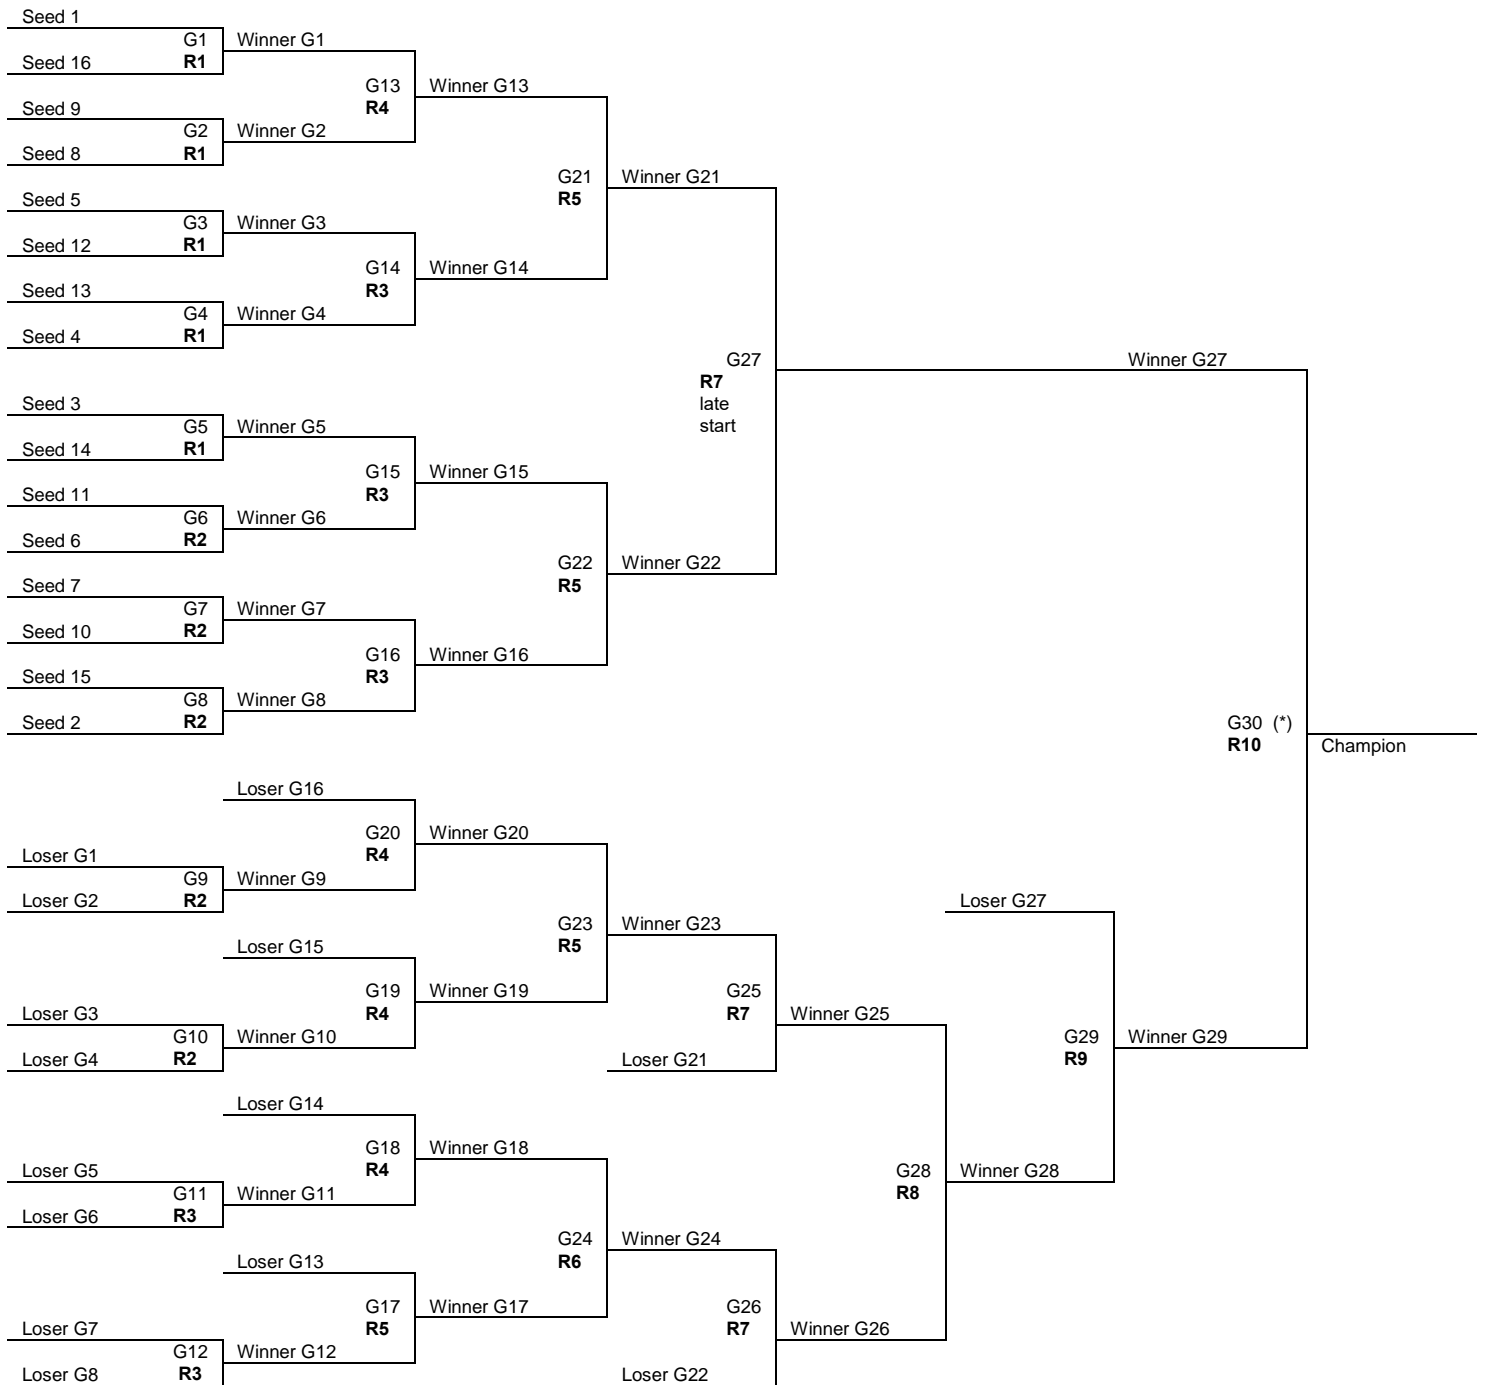 Seed 1
G1 Winner G1
Seed 16 R1
G13 Winner G13
Seed 9 R4
G2 Winner G2
Seed 8 R1
G21 Winner G21
Seed 5 R5
G3 Winner G3
Seed 12 R1
G14 Winner G14
Seed 13 R3
G4 Winner G4
Seed 4 R1
G27 Winner G27
R7
Seed 3 late
G5 Winner G5 start
Seed 14 R1
G15 Winner G15
Seed 11 R3
G6 Winner G6
Seed 6 R2
G22 Winner G22
Seed 7 R5
G7 Winner G7
Seed 10 R2
G16 Winner G16
Seed 15 R3
G8 Winner G8
Seed 2 R2 G30 (*)
R10 Champion
Loser G16
G20 Winner G20
Loser G1 R4
G9 Winner G9
Loser G2 R2 Loser G27
G23 Winner G23
Loser G15 R5
G19 Winner G19 G25
Loser G3 R4 R7 Winner G25
G10 Winner G10 G29 Winner G29
Loser G4 R2 Loser G21 R9
Loser G14
G18 Winner G18
Loser G5 R4 G28 Winner G28
G11 Winner G11 R8
Loser G6 R3
G24 Winner G24
Loser G13 R6
G17 Winner G17 G26
Loser G7 R5 R7 Winner G26
G12 Winner G12
Loser G8 R3 Loser G22